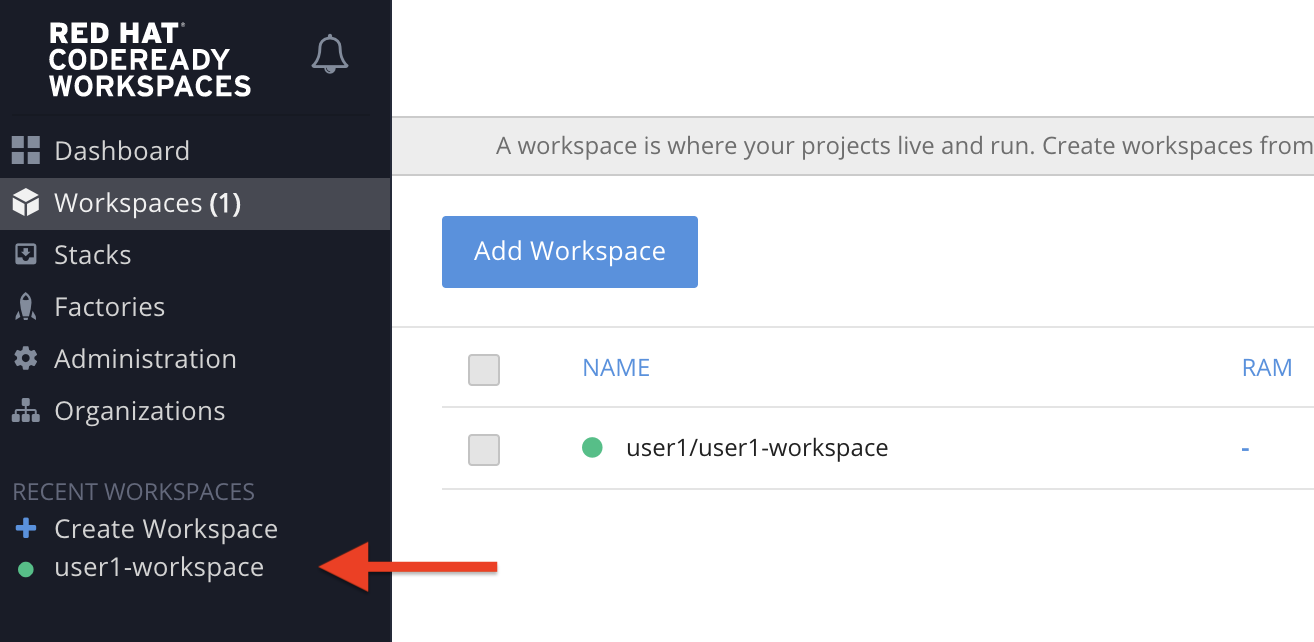 RED HAT®
CODEREADY
WORKSPACES
Dashboard
Workspaces (1)
Stacks
Factories
Administration
Organizations
RECENT WORKSPACES
Create Workspace
user1-workspace
A workspace is where your projects live and run. Create workspaces from
Add Workspace
NAME RAM
user1/user1-workspace -